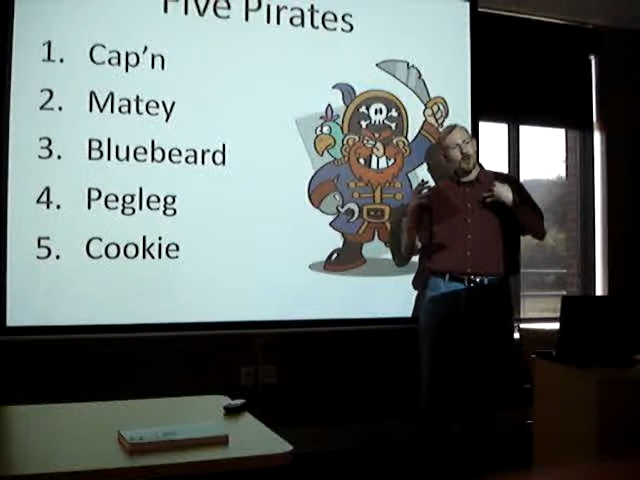 Five Pirates
1. Cap'n
2. Matey
3. Bluebeard
4. Pegleg
5. Cookie